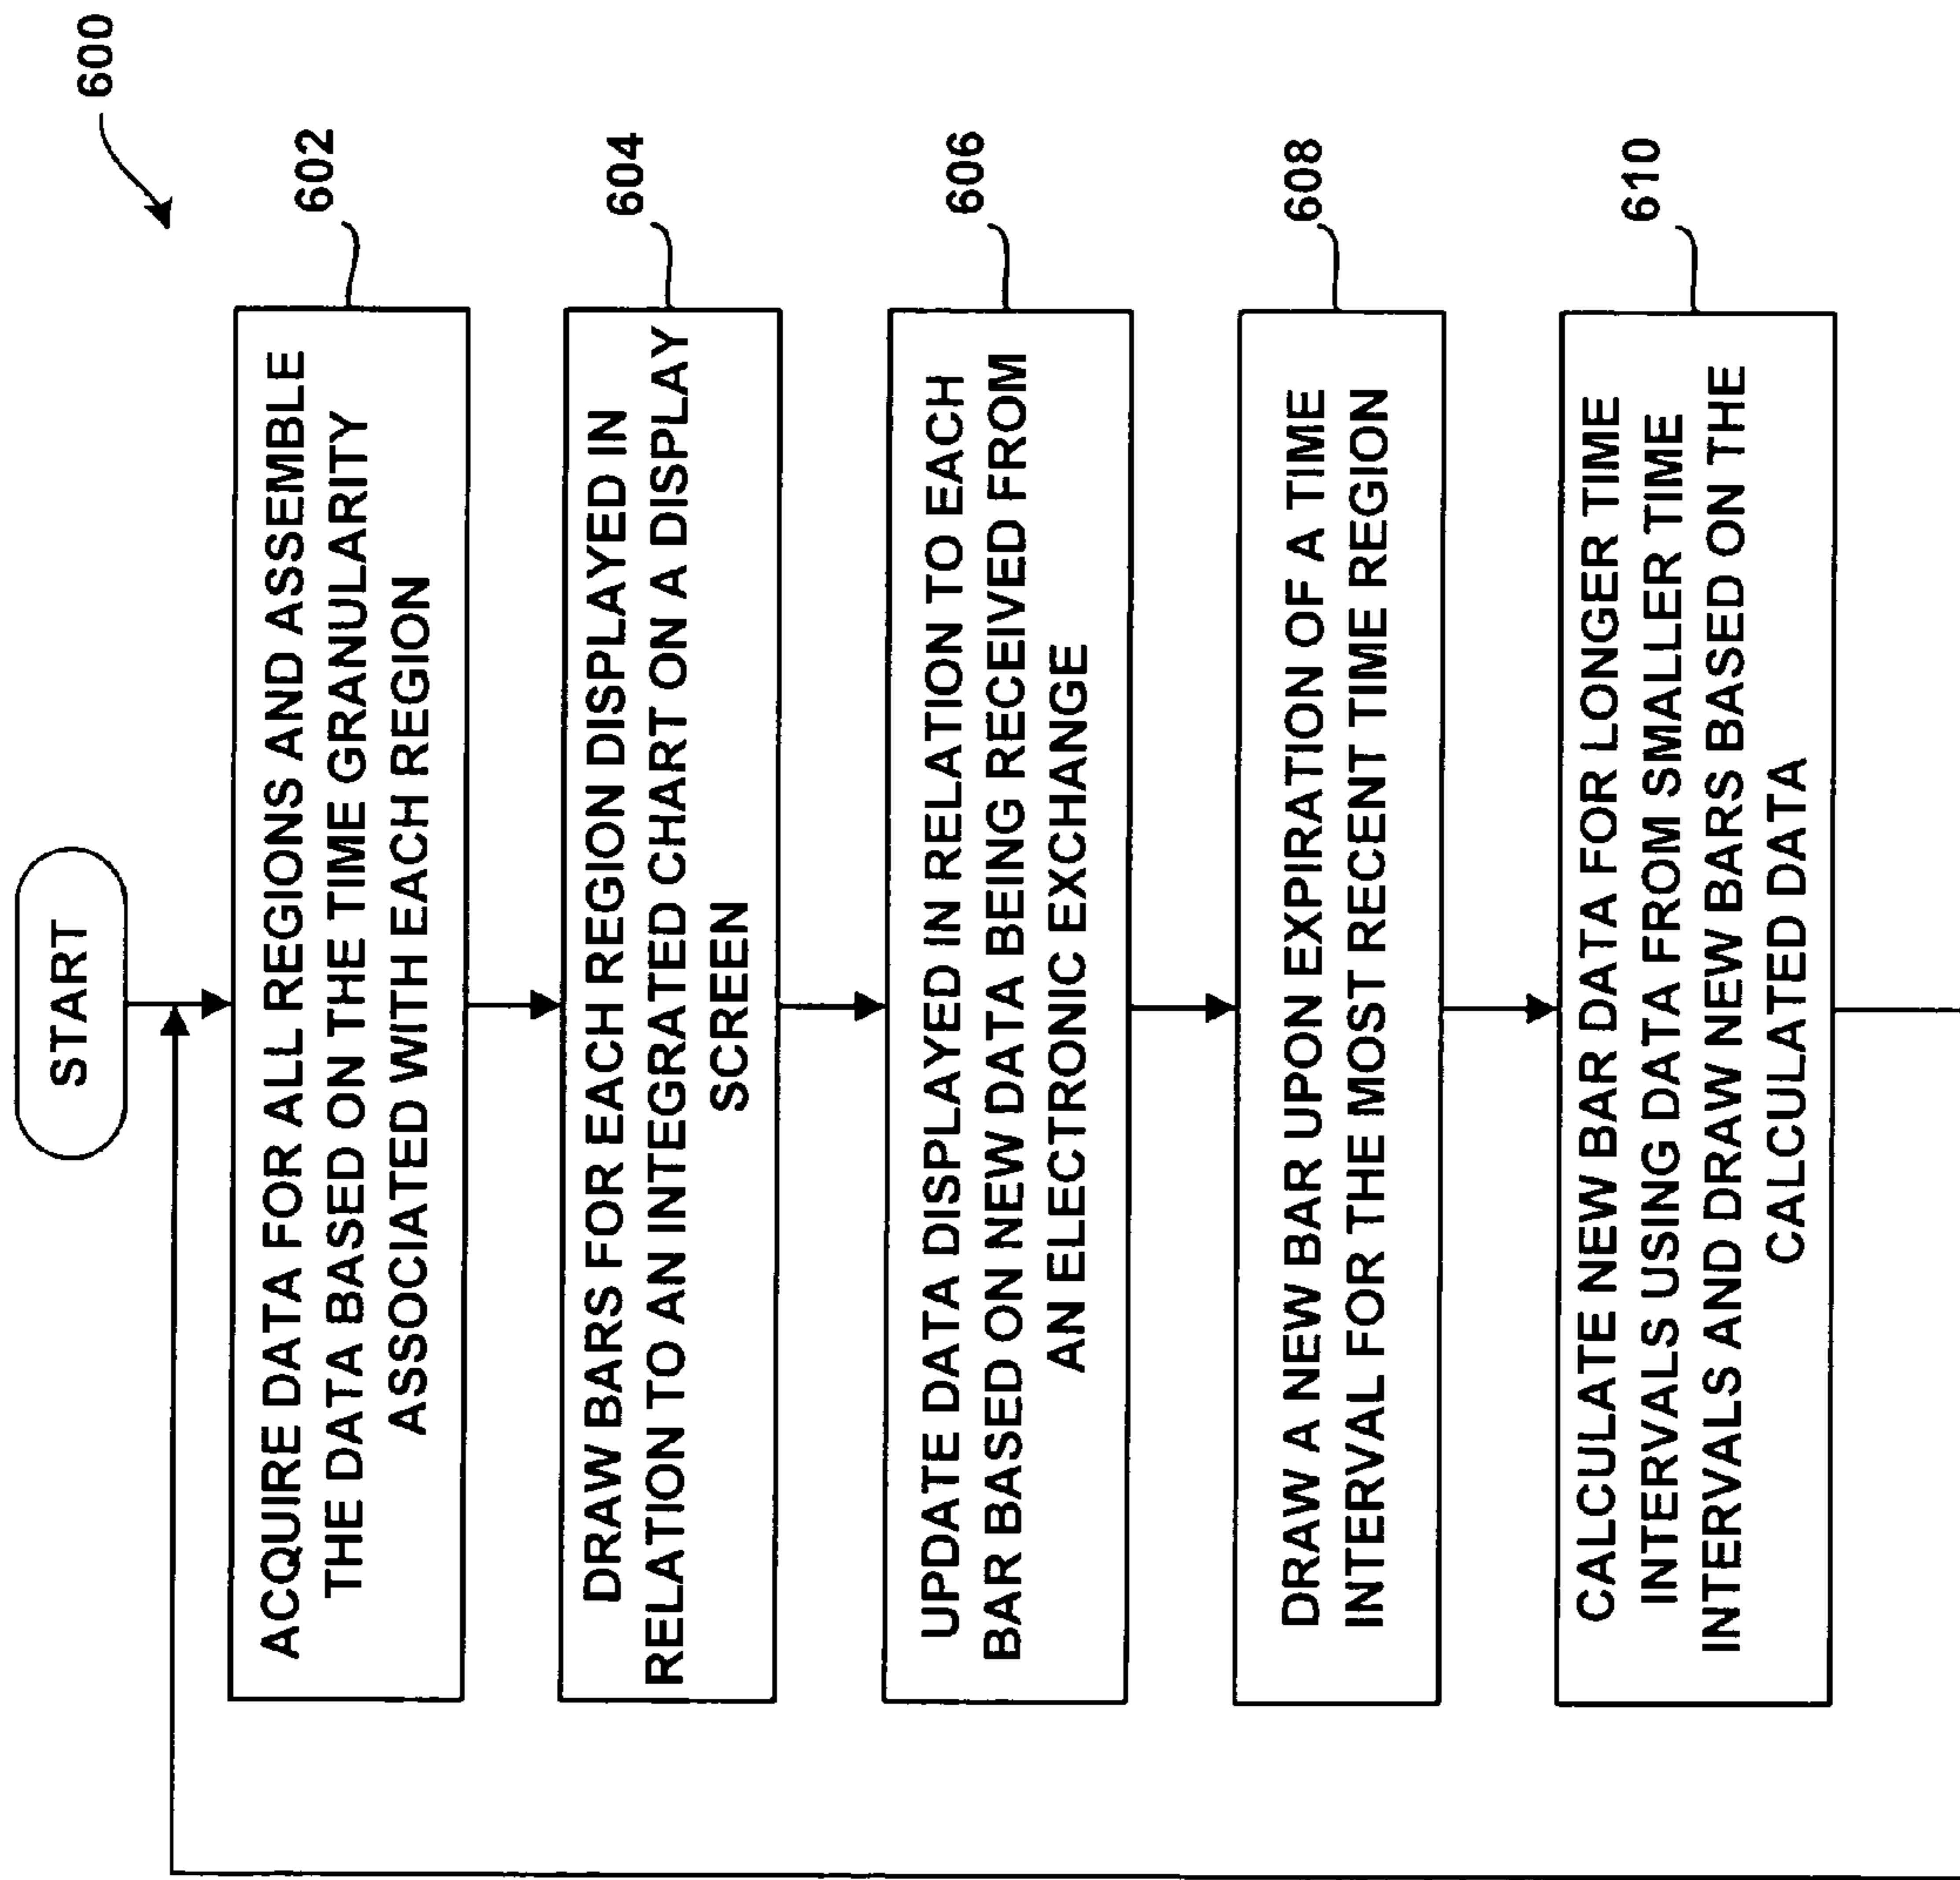 600
START
ACQUIRE DATA FOR ALL REGIONS AND ASSEMBLE
THE DATA BASED ON THE TIME GRANULARITY
ASSOCIATED WITH EACH REGION
602
DRAW BARS FOR EACH REGION DISPLAYED IN
RELATION TO AN INTEGRATED CHART ON A DISPLAY
SCREEN
604
UPDATE DATA DISPLAYED IN RELATION TO EACH
BAR BASED ON NEW DATA BEING RECEIVED FROM
AN ELECTRONIC EXCHANGE
606
DRAW A NEW BAR UPON EXPIRATION OF A TIME
INTERVAL FOR THE MOST RECENT TIME REGION
608
CALCULATE NEW BAR DATA FOR LONGER TIME
INTERVALS USING DATA FROM SMALLER TIME
INTERVALS AND DRAW NEW BARS BASED ON THE
CALCULATED DATA
610